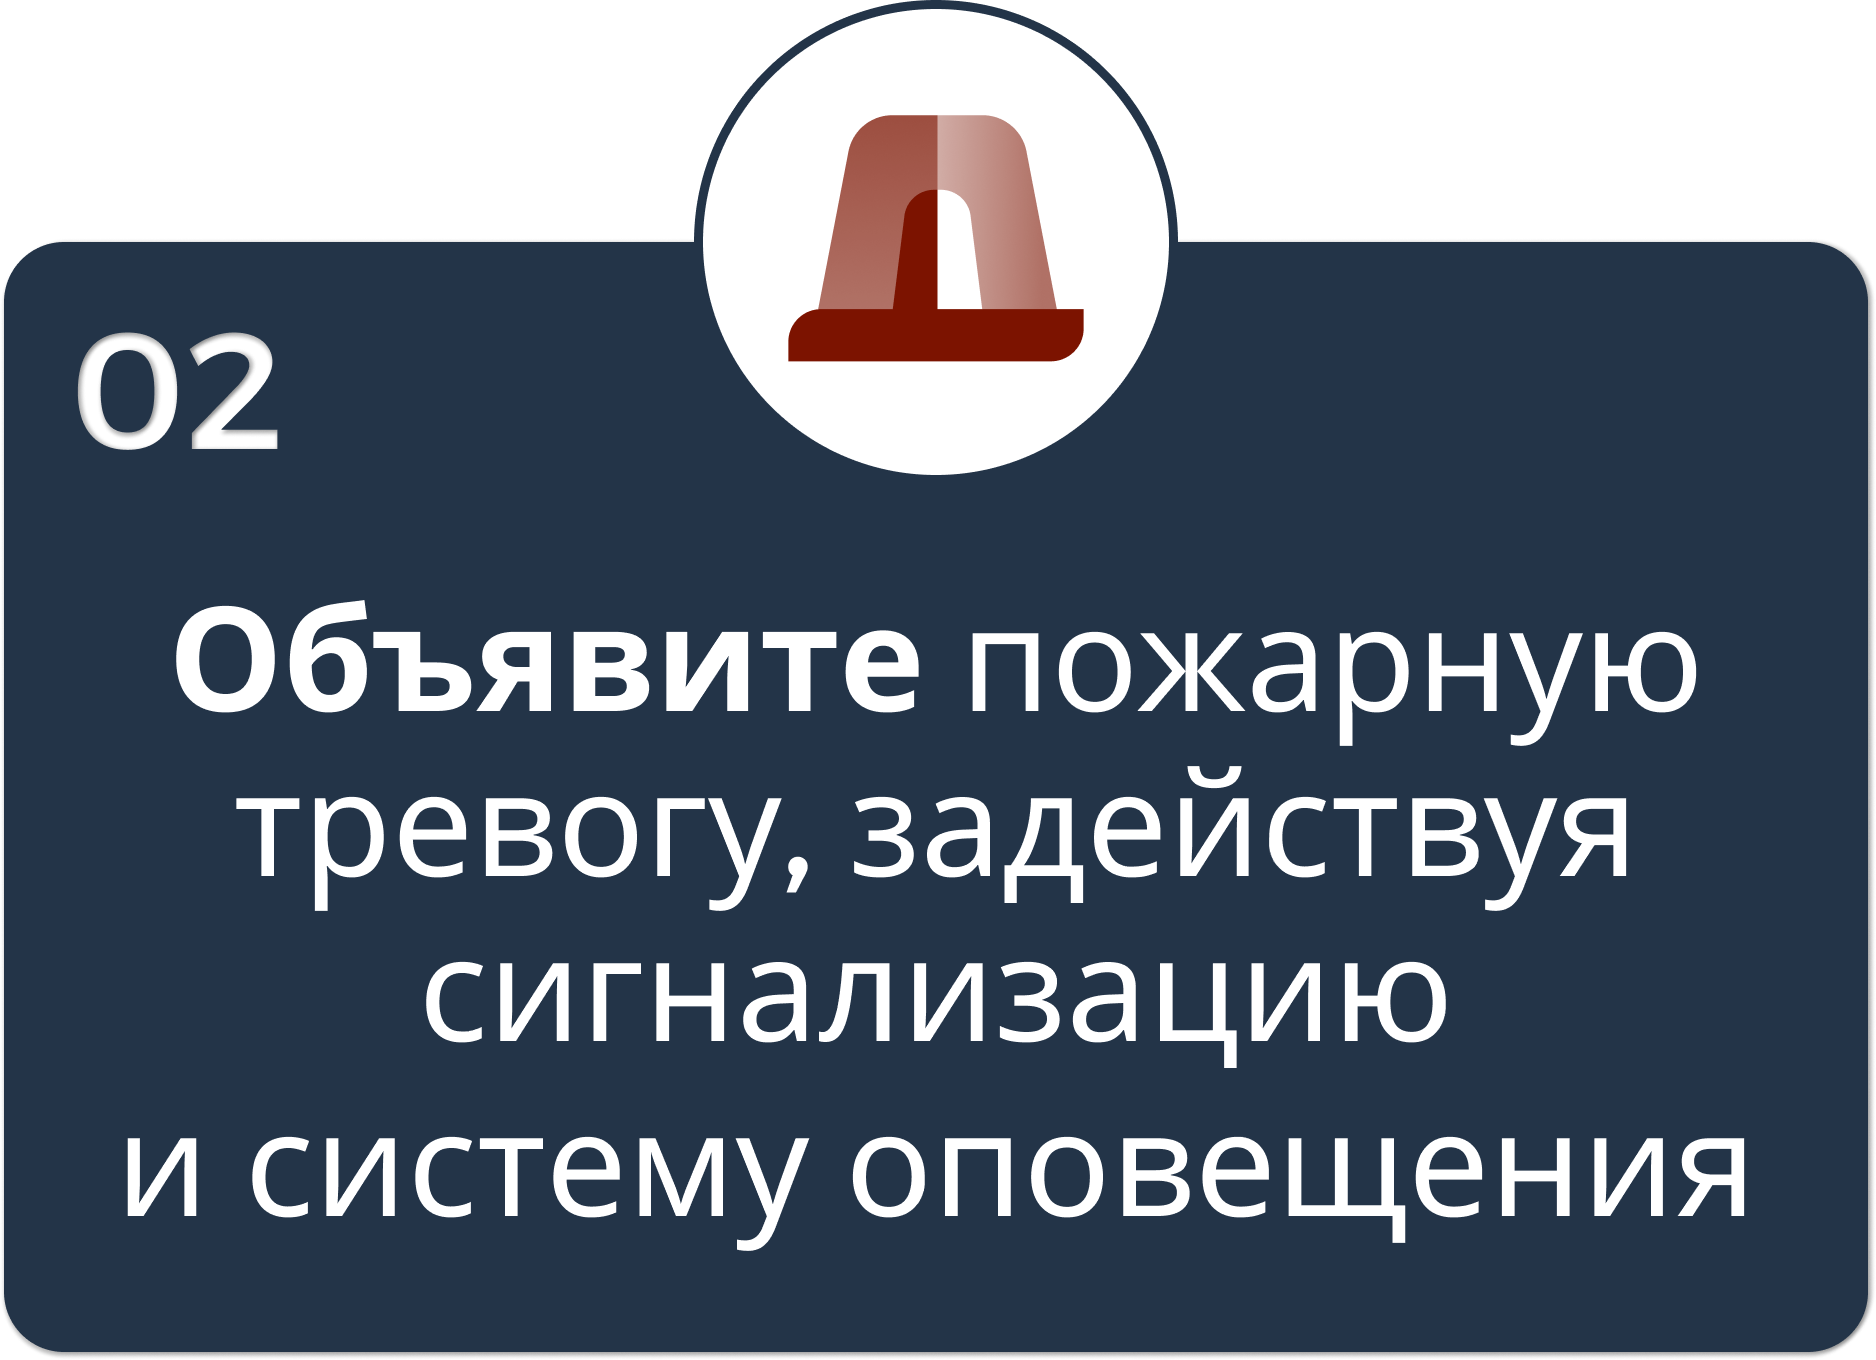 02
Объявите пожарную
тревогу, задействуя
сигнализацию
и систему оповещения